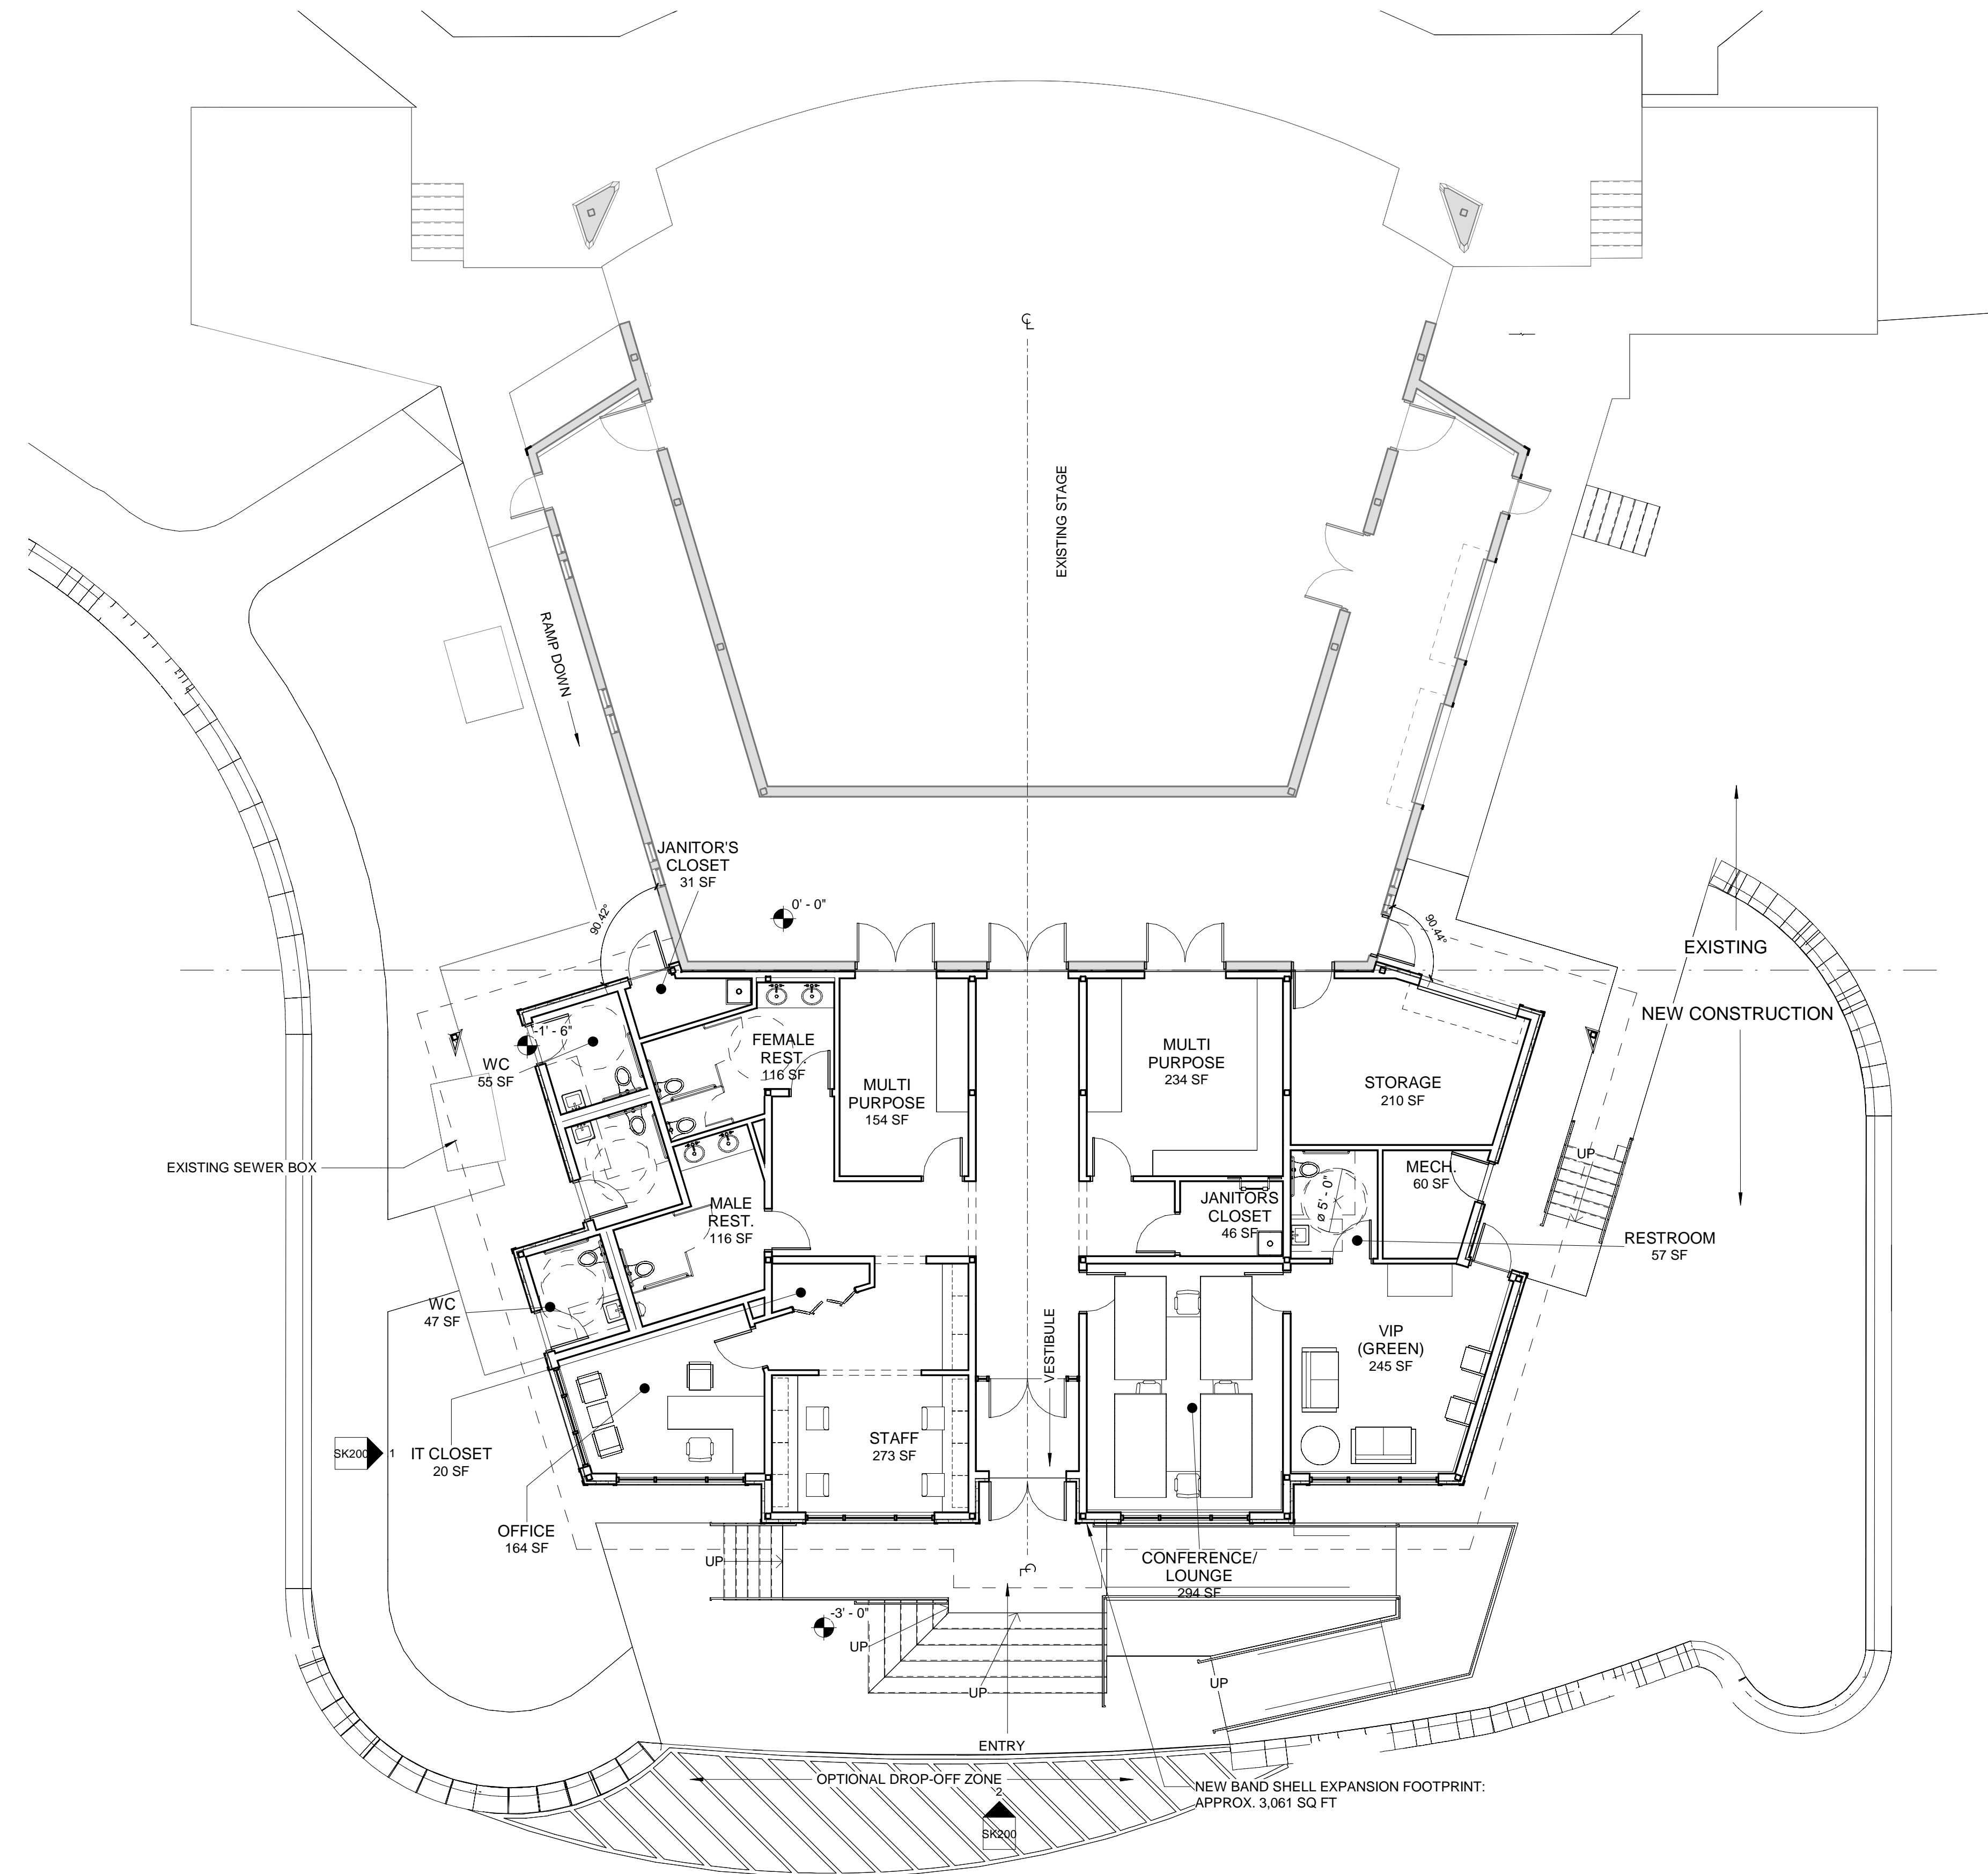 ℄
EXISTING STAGE
RAMP DOWN
JANITOR'S
CLOSET
31 SF
0' - 0"
90.42°
90.44°
EXISTING
NEW CONSTRUCTION
-1' - 6"
WC
55 SF
FEMALE
REST.
116 SF
MULTI
PURPOSE
154 SF
MULTI
PURPOSE
234 SF
STORAGE
210 SF
EXISTING SEWER BOX
MALE
REST.
116 SF
JANITORS
CLOSET
46 SF
ø 5' - 0"
MECH.
60 SF
UP
RESTROOM
57 SF
WC
47 SF
VESTIBULE
VIP
(GREEN)
245 SF
STAFF
273 SF
SK200
1
IT CLOSET
20 SF
OFFICE
164 SF
UP
℄
CONFERENCE/
LOUNGE
294 SF
-3' - 0"
UP
UP
UP
ENTRY
OPTIONAL DROP-OFF ZONE
2
SK200
NEW BAND SHELL EXPANSION FOOTPRINT:
APPROX. 3,061 SQ FT